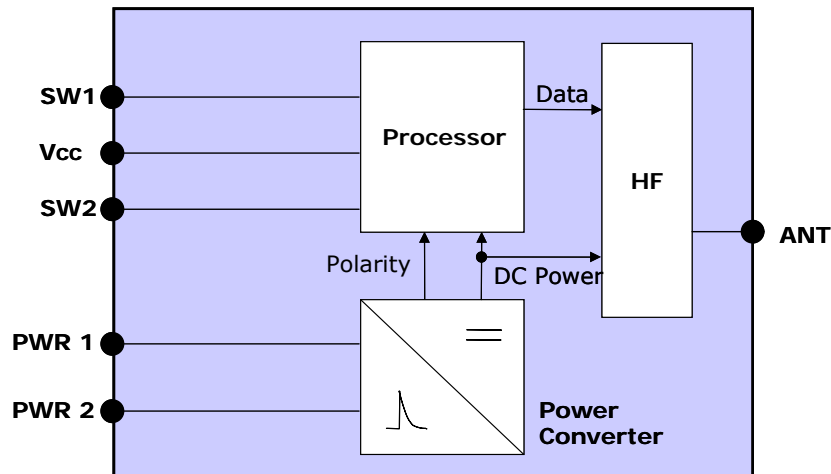 SW1
Vcc
SW2
Processor
Data
HF
ANT
Polarity
DC Power
PWR 1
PWR 2
Power
Converter